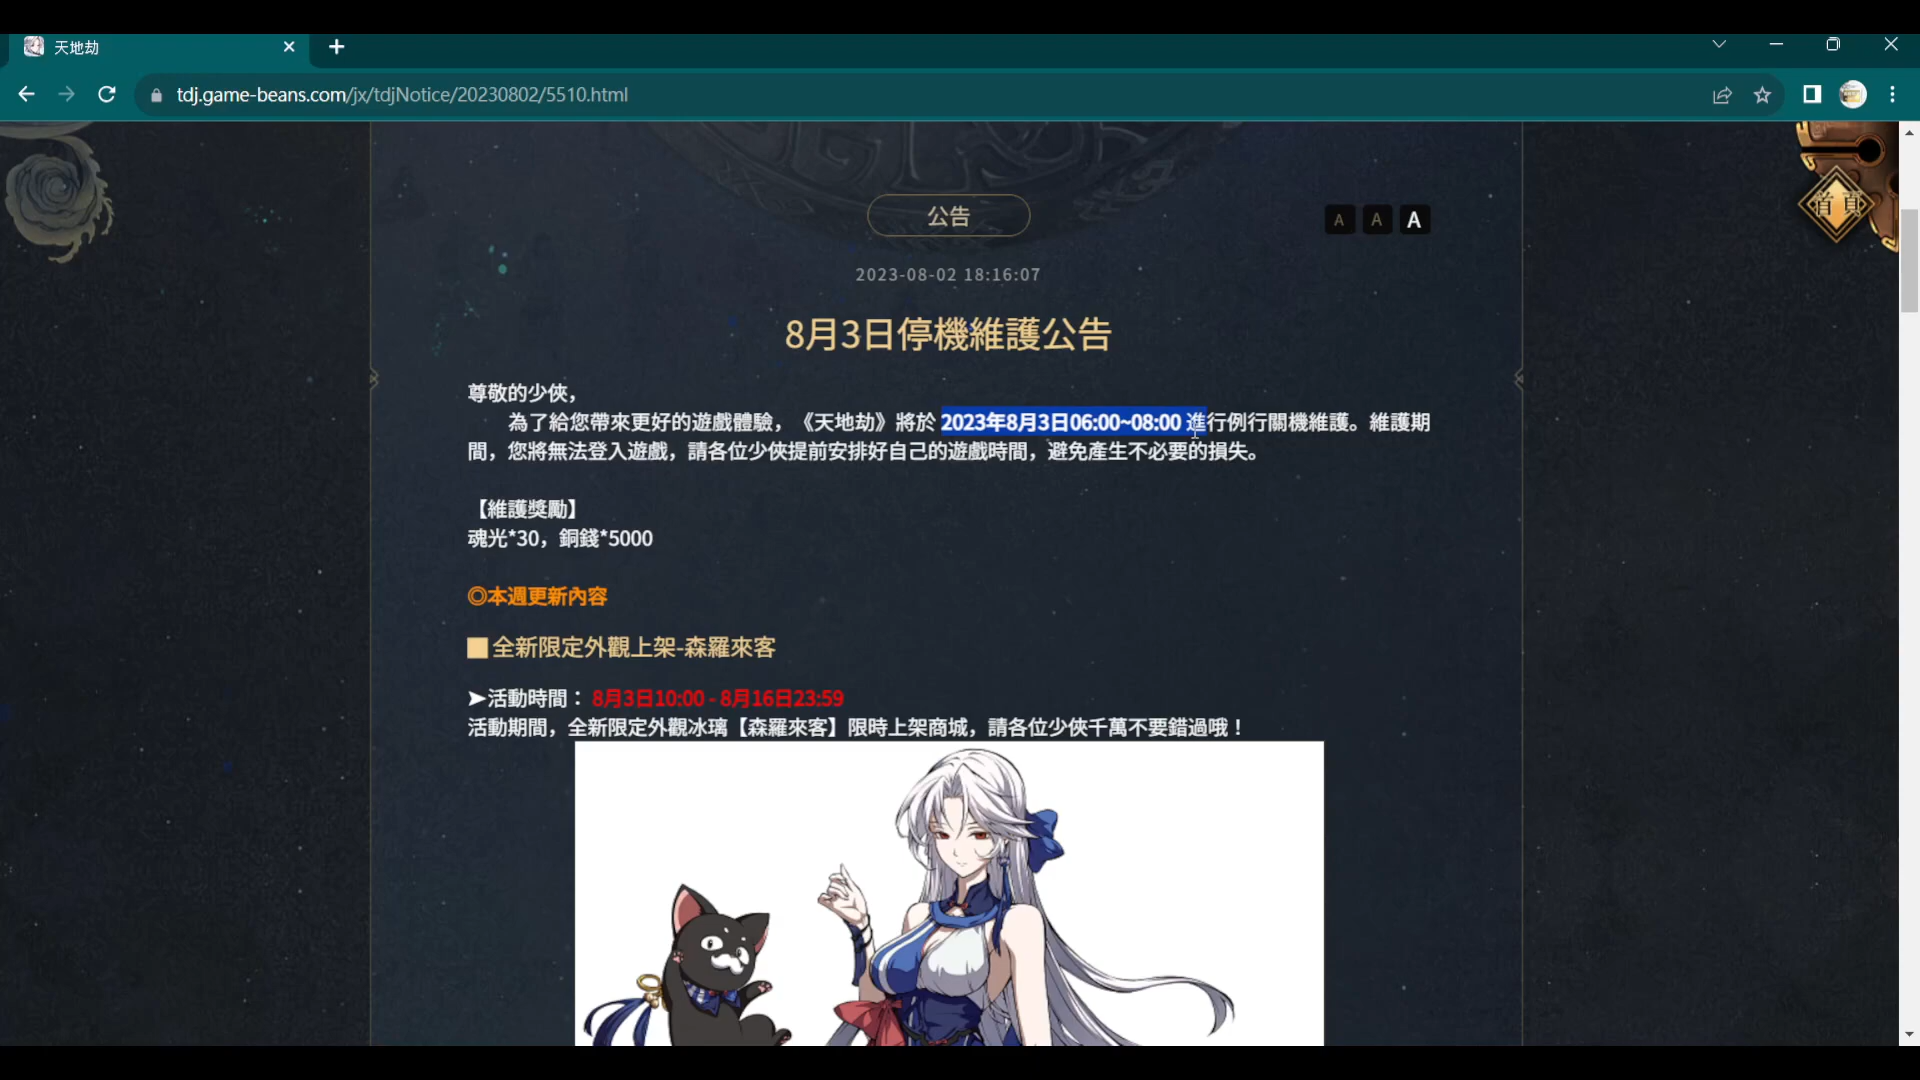 天地劫
tdj.game-beans.com/jx/tdjNotice/20230802/5510.html
首頁
公告
A A A
2023-08-02 18:16:07
8月3日停機維護公告
尊敬的少俠，
為了給您帶來更好的遊戲體驗，《天地劫》將於 2023年8月3日06:00~08:00 進行例行關機維護。維護期
間，您將無法登入遊戲，請各位少俠提前安排好自己的遊戲時間，避免產生不必要的損失。
【維護獎勵】
魂光*30，銅錢*5000
◎本週更新內容
■ 全新限定外觀上架-森羅來客
➤活動時間： 8月3日10:00 - 8月16日23:59
活動期間，全新限定外觀冰璃【森羅來客】限時上架商城，請各位少俠千萬不要錯過哦！